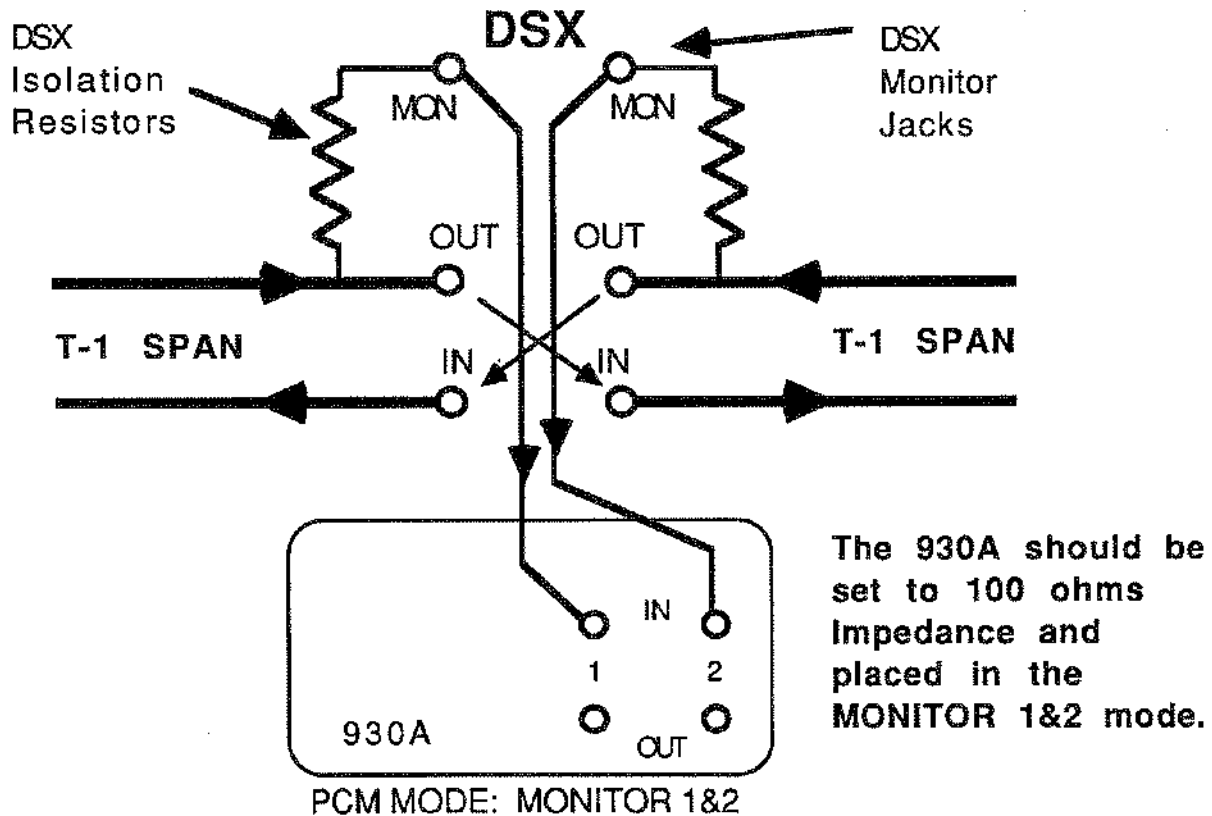 DSX
DSX
Isolation
Resistors
DSX
Monitor
Jacks
MON
MON
OUT
OUT
T-1 SPAN
T-1 SPAN
IN
IN
The 930A should be
set to 100 ohms
Impedance and
placed in the
MONITOR 1&2 mode.
IN
1
2
930A
OUT
PCM MODE: MONITOR 1&2